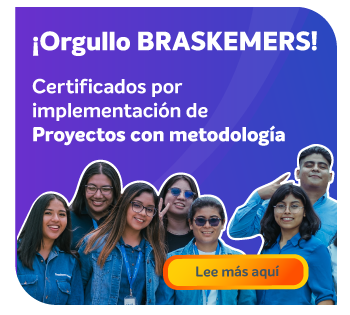 ¡Orgullo BRASKEMERS!
Certificados por
implementación de
Proyectos con metodología
Lee más aquí